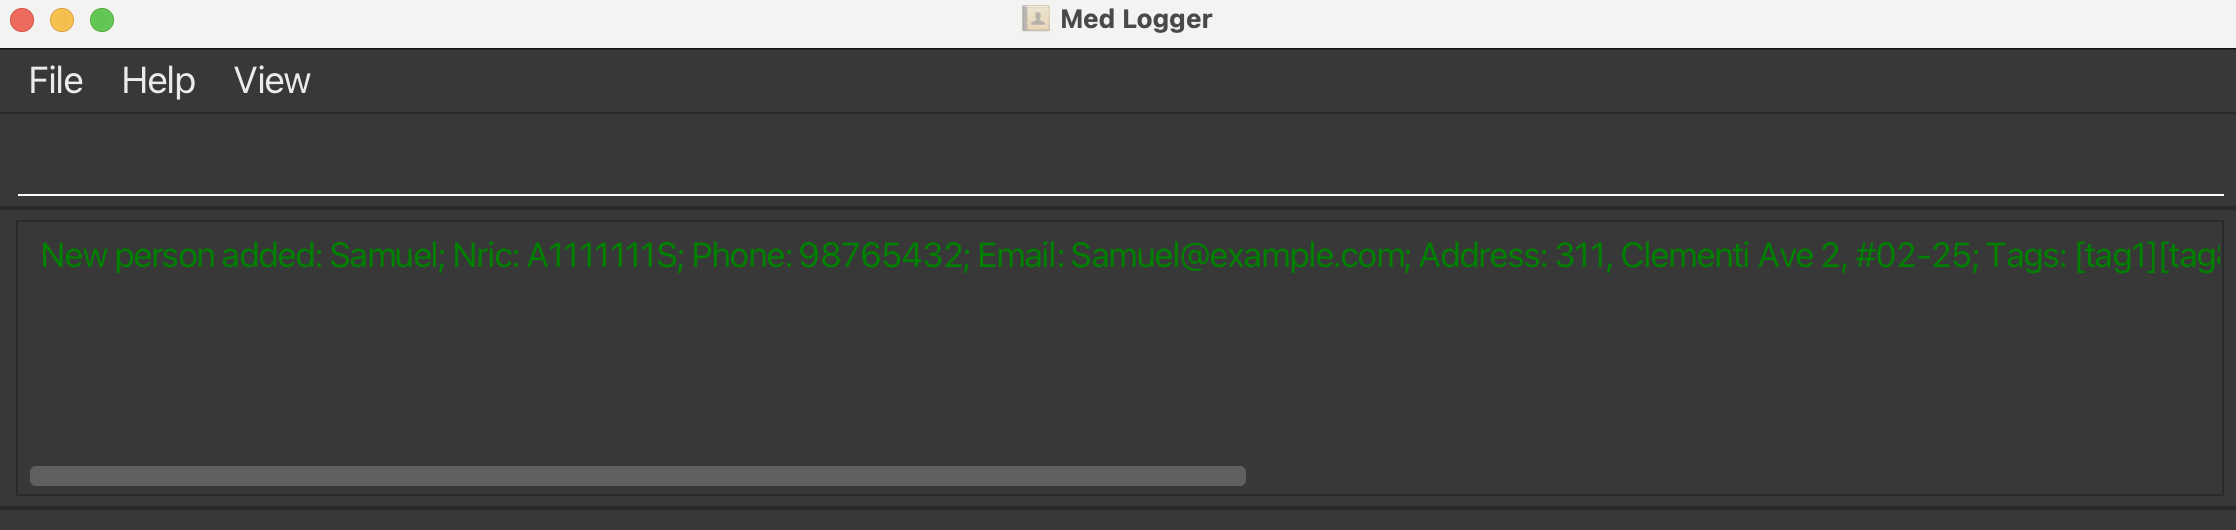 Med Logger
File Help View
New person added: Samuel; Nric: A1111111S; Phone: 98765432; Email: Samuel@example.com; Address: 311, Clementi Ave 2, #02-25; Tags: [tag1][tag